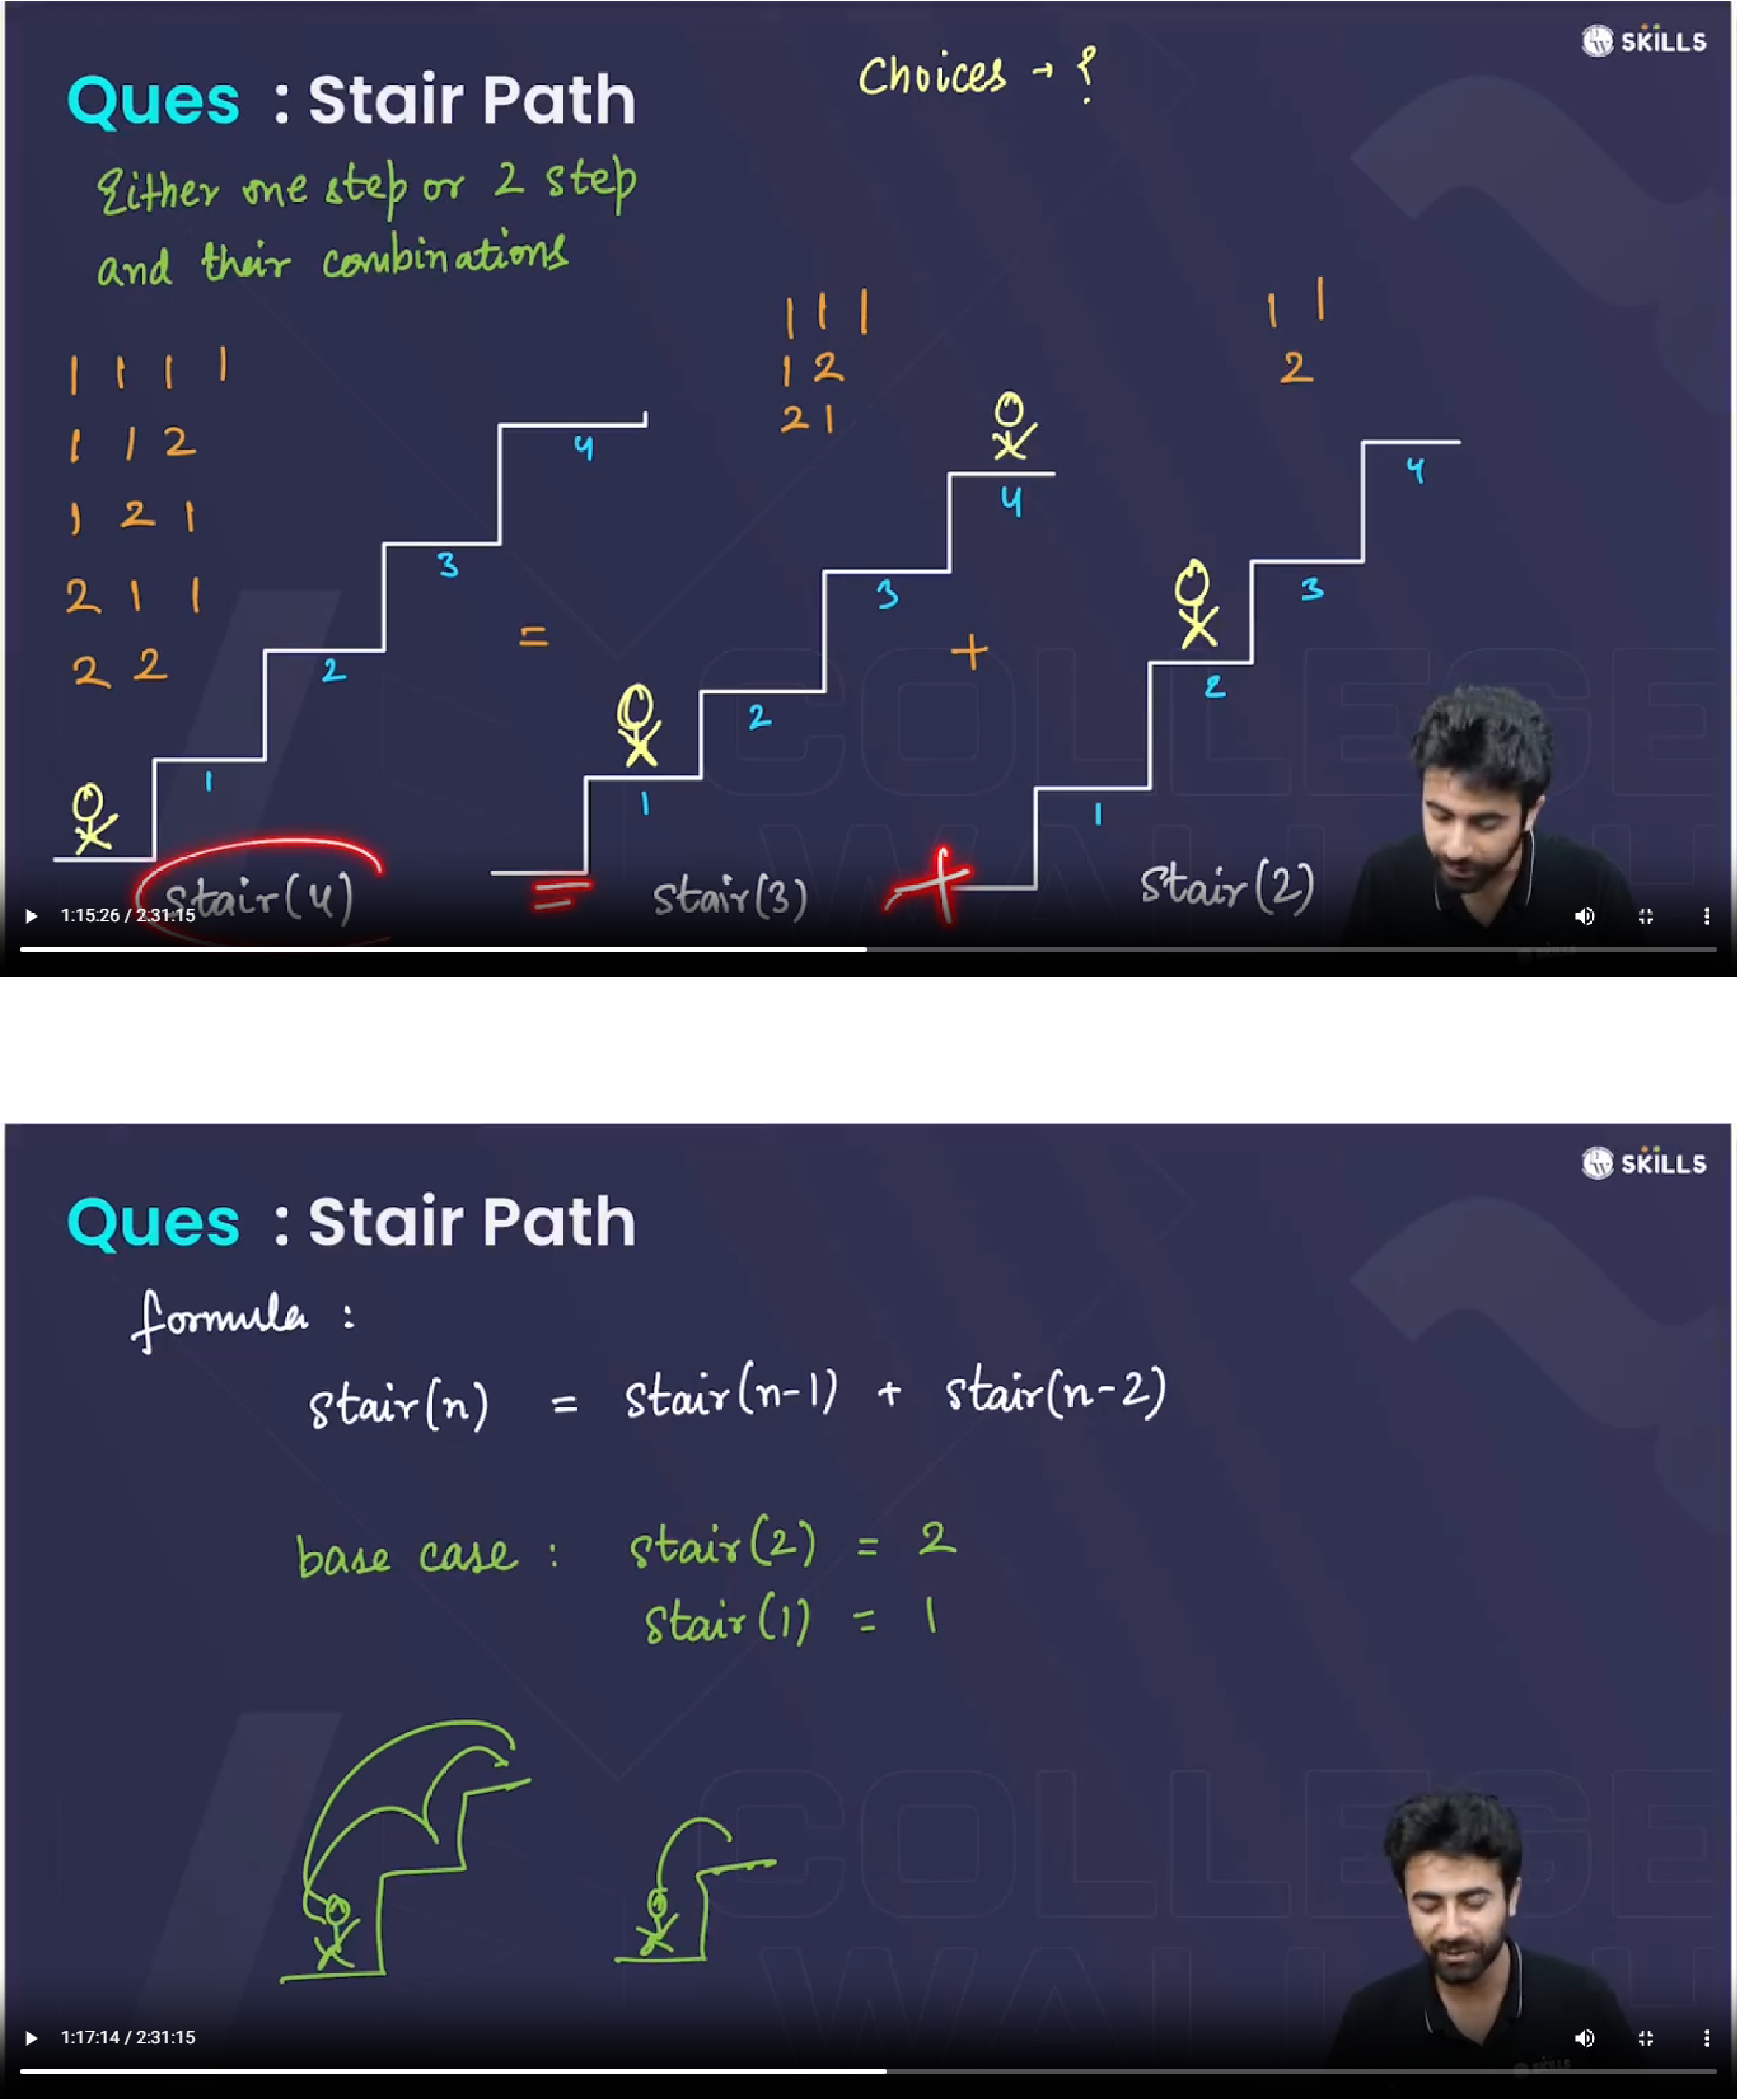 SKILLS
Choices → ?
Ques : Stair Path
Either one step or 2 step
and their combinations
1 1 1 1
1 1 2
1 2 1
2 1 1
2 2
1 1 1
1 2
2 1
1 1
2
1
2
3
4
=
1
2
3
4
+
1
2
3
4
stair(4) = stair(3) + stair(2)
1:15:26 / 2:31:15
COLLEGE
WALLAH
SKILLS
Ques : Stair Path
formula :
stair(n) = stair(n-1) + stair(n-2)
base case : stair(2) = 2
stair(1) = 1
COLLEGE
WALLAH
1:17:14 / 2:31:15